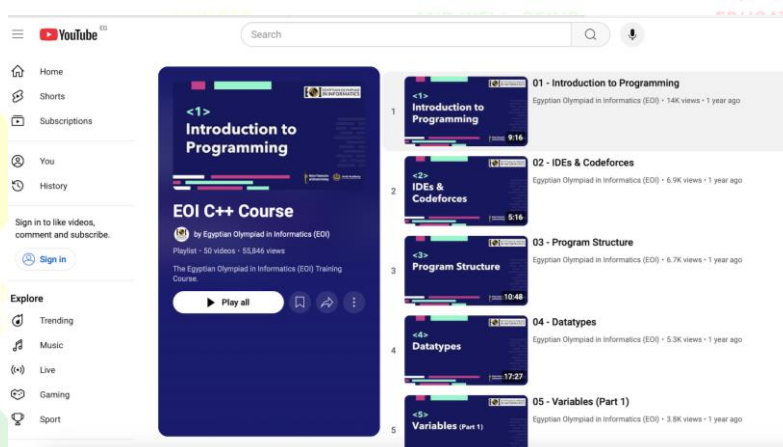 YouTube EG
Search
Home
Shorts
Subscriptions
You
History
Sign in to like videos,
comment and subscribe.
Sign in
Explore
Trending
Music
Live
Gaming
Sport
<1>
Introduction to
Programming
EOI C++ Course
by Egyptian Olympiad in Informatics (EOI)
Playlist • 50 videos • 55,846 views
The Egyptian Olympiad in Informatics (EOI) Training
Course.
Play all
1
<1>
Introduction to
Programming
9:16
01 - Introduction to Programming
Egyptian Olympiad in Informatics (EOI) • 14K views • 1 year ago
2
<2>
IDEs &
Codeforces
5:16
02 - IDEs & Codeforces
Egyptian Olympiad in Informatics (EOI) • 6.9K views • 1 year ago
3
<3>
Program Structure
10:48
03 - Program Structure
Egyptian Olympiad in Informatics (EOI) • 6.7K views • 1 year ago
4
<4>
Datatypes
17:27
04 - Datatypes
Egyptian Olympiad in Informatics (EOI) • 5.3K views • 1 year ago
5
<5>
Variables (Part 1)
05 - Variables (Part 1)
Egyptian Olympiad in Informatics (EOI) • 3.8K views • 1 year ago